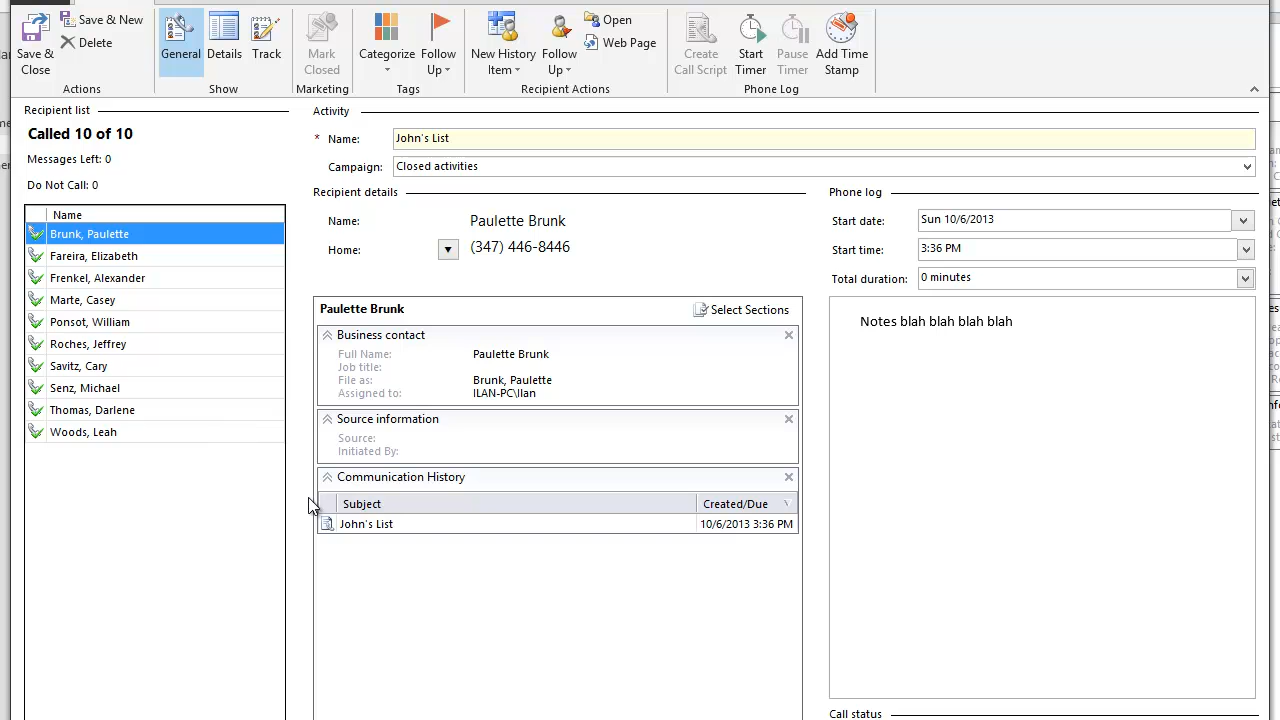 Save & Close
Save & New
Delete
Actions
General
Details
Track
Show
Mark Closed
Marketing
Categorize
Follow Up
Tags
New History Item
Follow Up
Open
Web Page
Recipient Actions
Create Call Script
Start Timer
Pause Timer
Add Time Stamp
Phone Log
Recipient list
Called 10 of 10
Messages Left: 0
Do Not Call: 0
Name
Brunk, Paulette
Fareira, Elizabeth
Frenkel, Alexander
Marte, Casey
Ponsot, William
Roches, Jeffrey
Savitz, Cary
Senz, Michael
Thomas, Darlene
Woods, Leah
Activity
* Name: John's List
Campaign: Closed activities
Recipient details
Name: Paulette Brunk
Home: (347) 446-8446
Paulette Brunk
Select Sections
Business contact
Full Name: Paulette Brunk
Job title:
File as: Brunk, Paulette
Assigned to: ILAN-PC\Ilan
Source information
Source:
Initiated By:
Communication History
Subject Created/Due
John's List 10/6/2013 3:36 PM
Phone log
Start date: Sun 10/6/2013
Start time: 3:36 PM
Total duration: 0 minutes
Notes blah blah blah blah
Call status